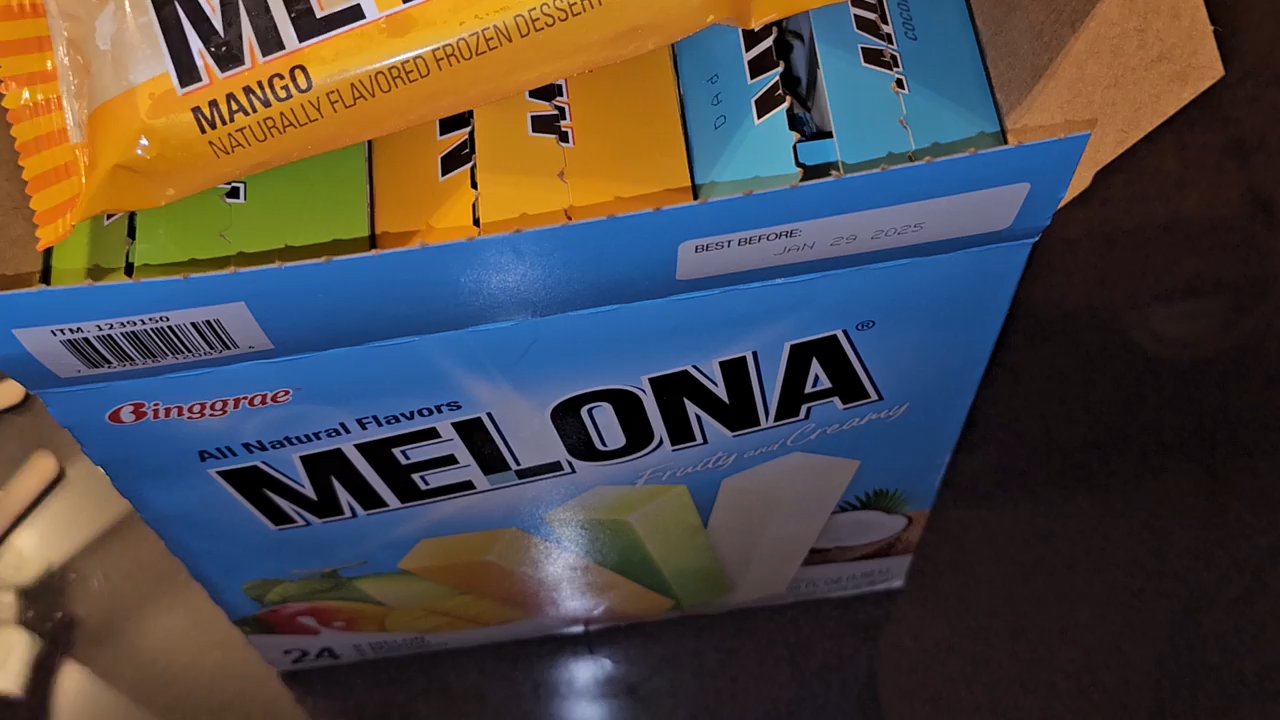 MANGO
NATURALLY FLAVORED FROZEN DESSERT
BEST BEFORE:
JAN 29 2025
ITM. 1239150
Binggrae
All Natural Flavors
MELONA®
Fruity and Creamy
24
MELON